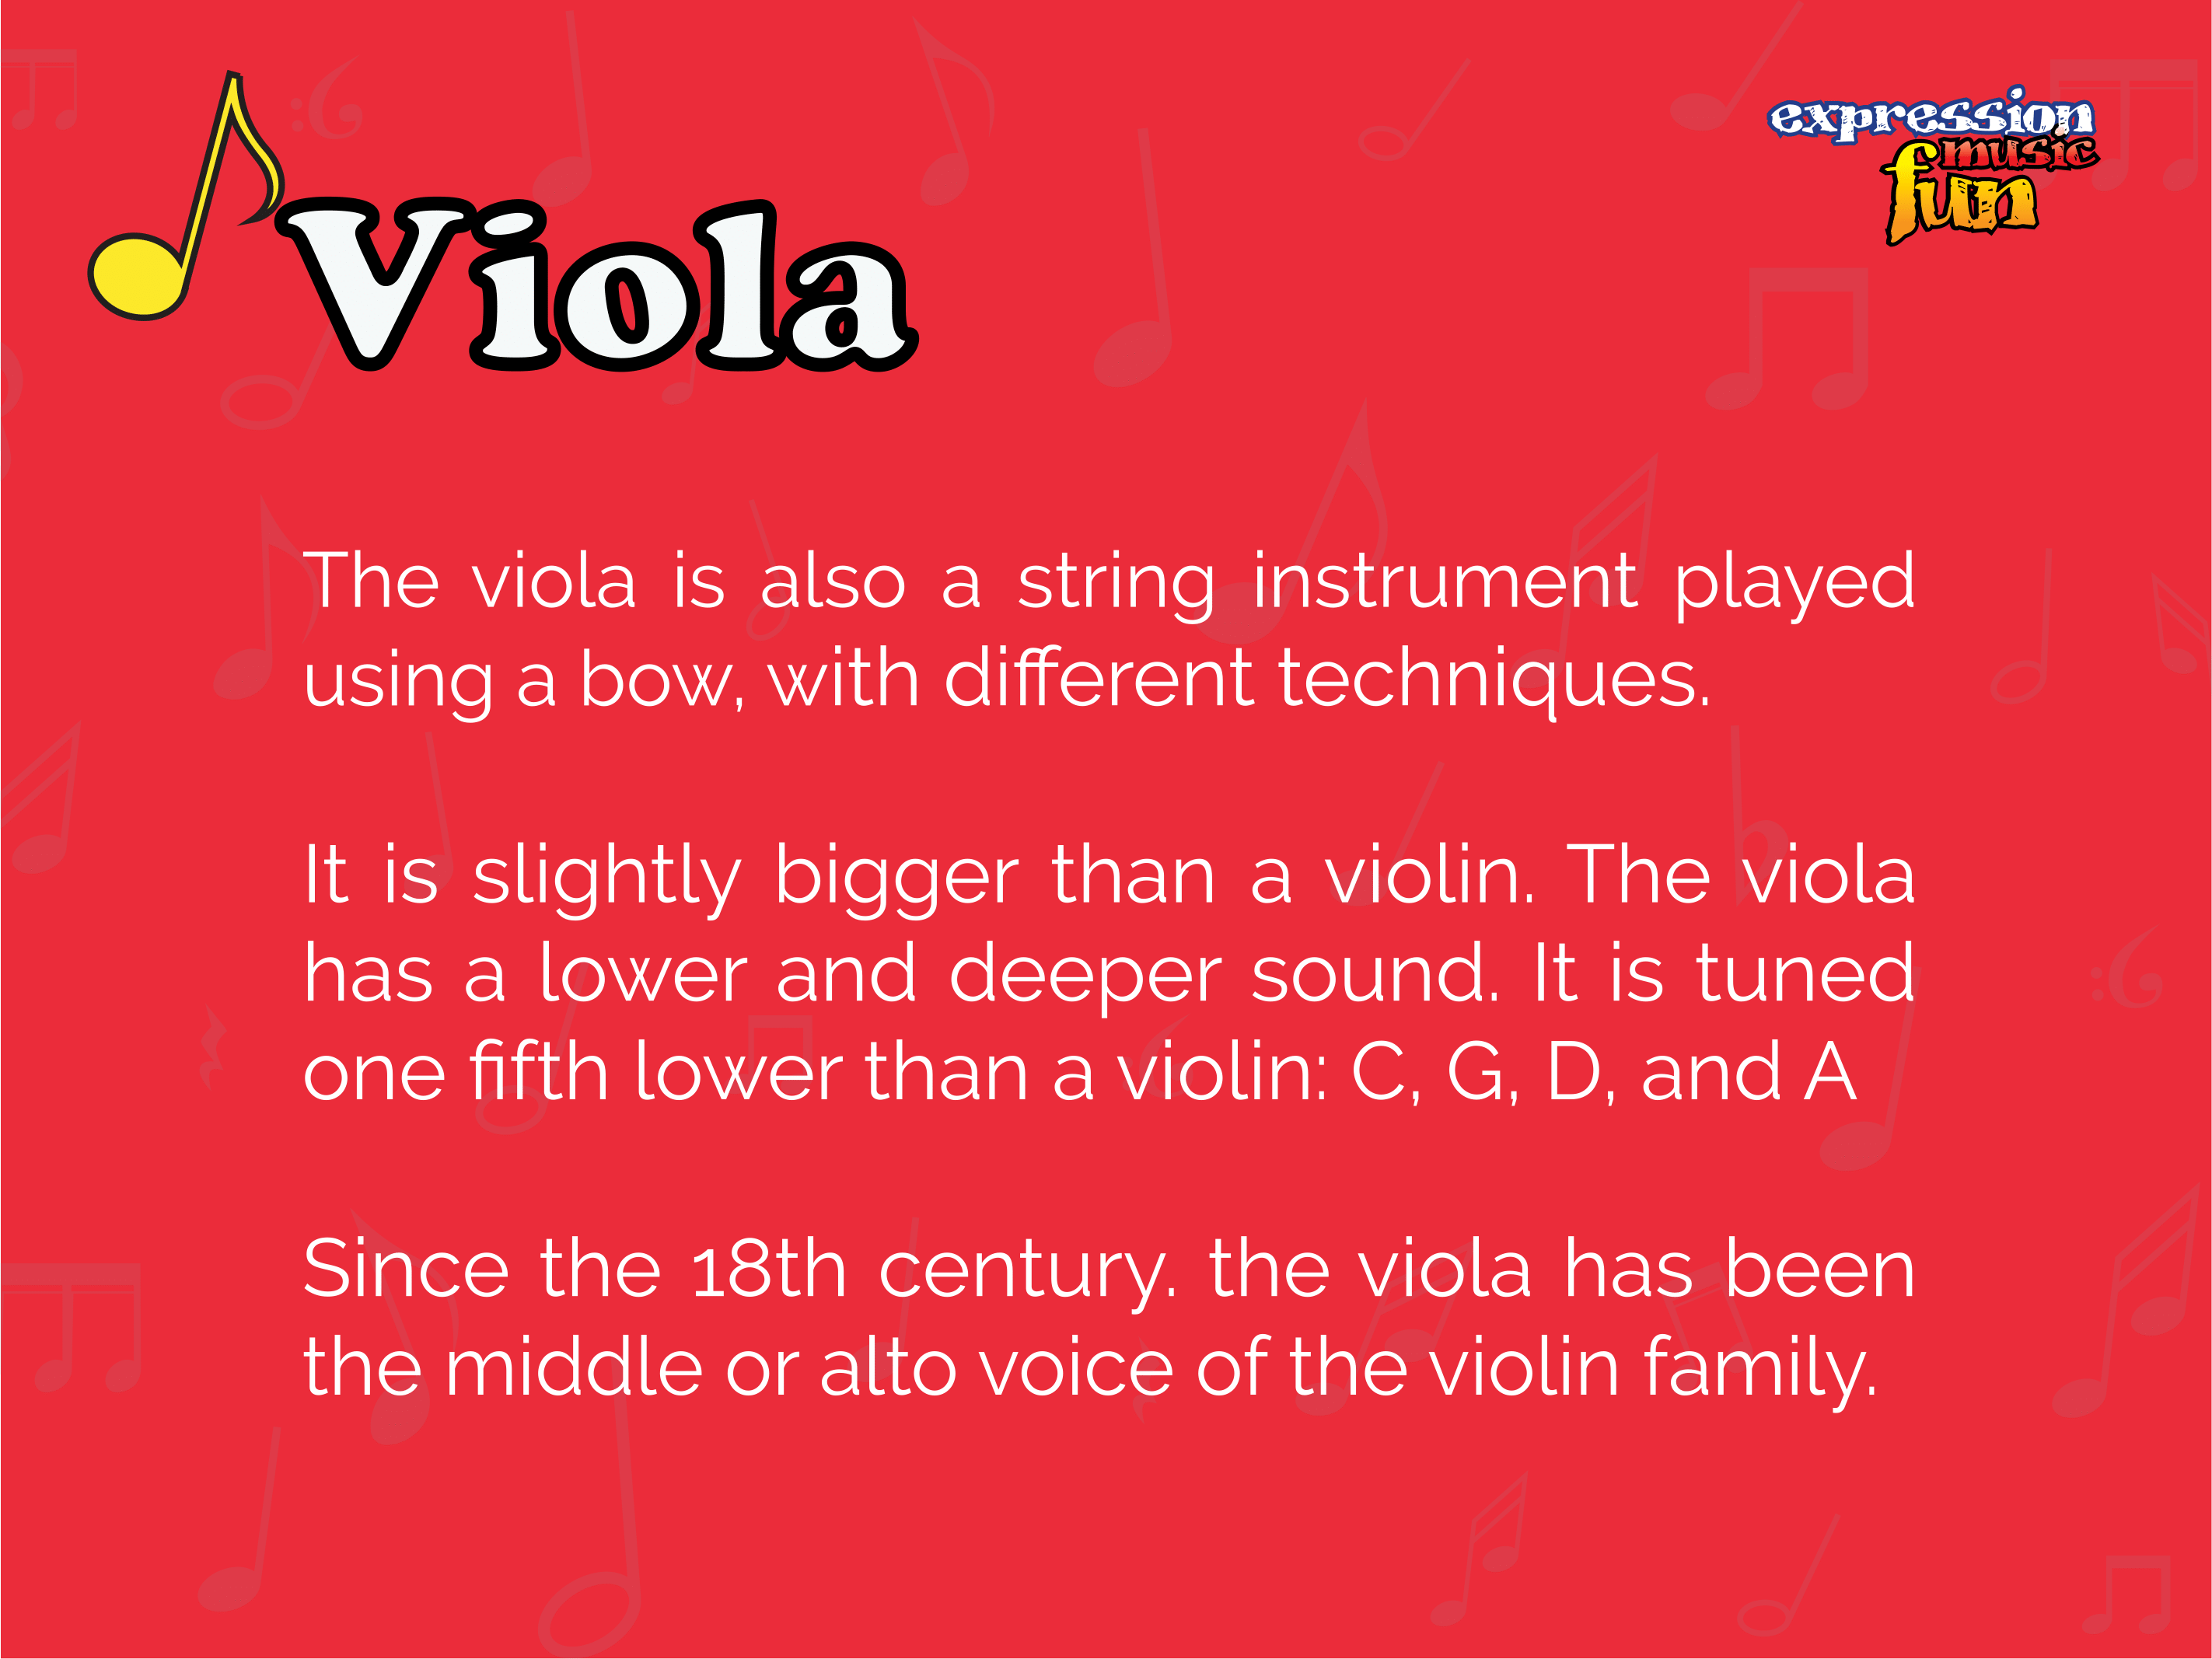 Viola
expression
music
fun
The viola is also a string instrument played
using a bow, with different techniques.
It is slightly bigger than a violin. The viola
has a lower and deeper sound. It is tuned
one fifth lower than a violin: C, G, D, and A
Since the 18th century. the viola has been
the middle or alto voice of the violin family.